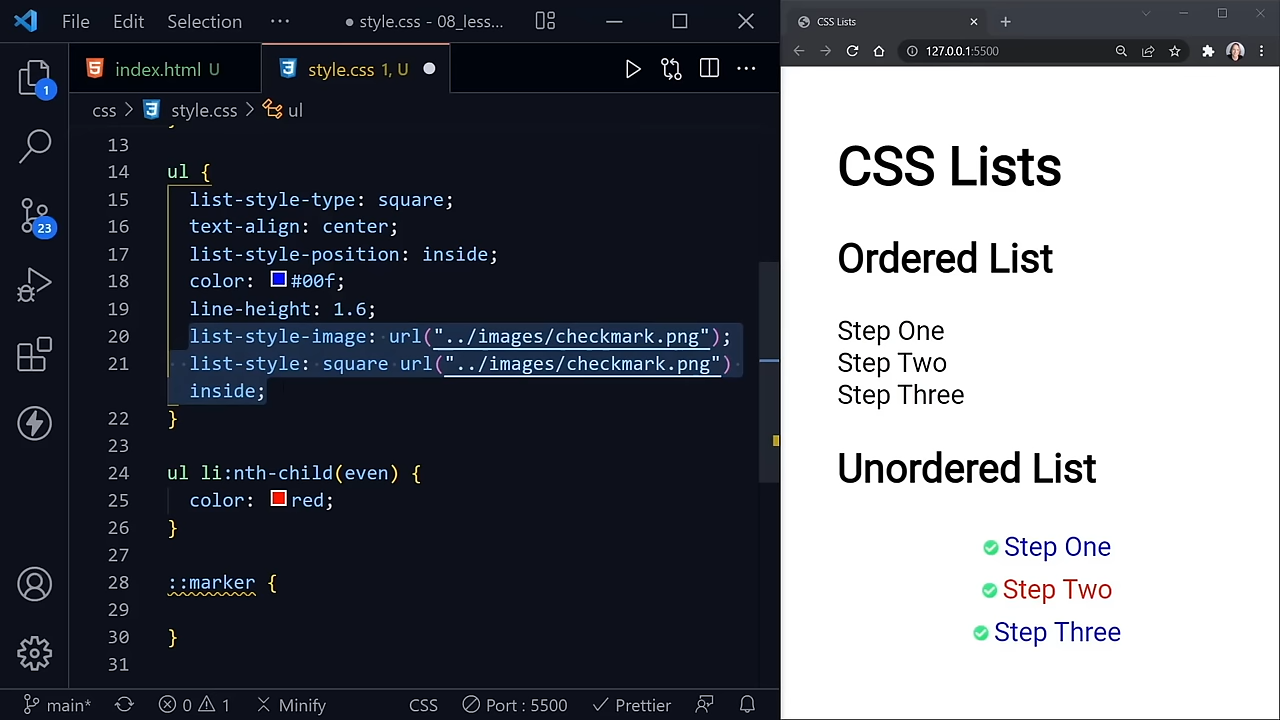 File Edit Selection ··· ● style.css - 08_less...
index.html U
style.css 1, U ●
css > style.css > ul
13
14 ul {
15 list-style-type: square;
16 text-align: center;
17 list-style-position: inside;
18 color: #00f;
19 line-height: 1.6;
20 list-style-image: url("../images/checkmark.png");
21 list-style: square url("../images/checkmark.png")
inside;
22 }
23
24 ul li:nth-child(even) {
25 color: red;
26 }
27
28 ::marker {
29
30 }
31
1
23
main* 0 1 Minify CSS Port : 5500 Prettier
CSS Lists
127.0.0.1:5500
CSS Lists
Ordered List
Step One
Step Two
Step Three
Unordered List
Step One
Step Two
Step Three